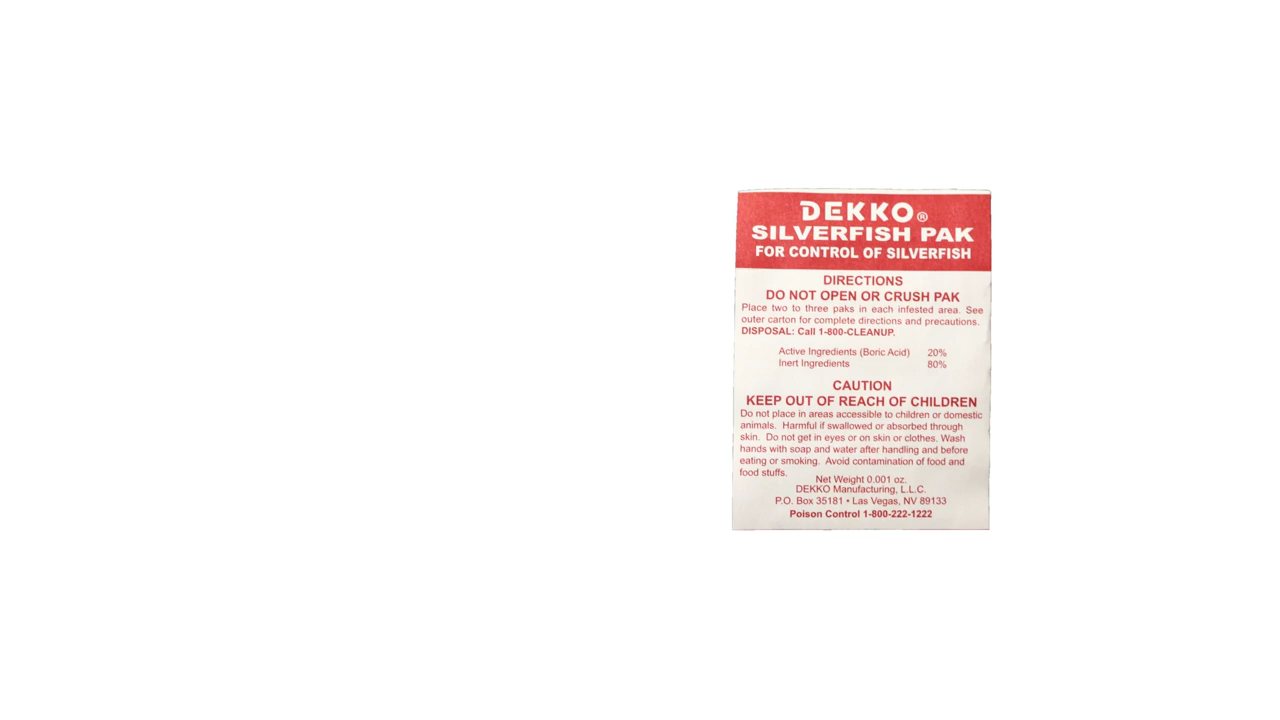 DEKKO®
SILVERFISH PAK
FOR CONTROL OF SILVERFISH
DIRECTIONS
DO NOT OPEN OR CRUSH PAK
Place two to three paks in each infested area. See
outer carton for complete directions and precautions.
DISPOSAL: Call 1-800-CLEANUP.
Active Ingredients (Boric Acid) 20%
Inert Ingredients 80%
CAUTION
KEEP OUT OF REACH OF CHILDREN
Do not place in areas accessible to children or domestic
animals. Harmful if swallowed or absorbed through
skin. Do not get in eyes or on skin or clothes. Wash
hands with soap and water after handling and before
eating or smoking. Avoid contamination of food and
food stuffs.
Net Weight 0.001 oz.
DEKKO Manufacturing, L.L.C.
P.O. Box 35181 • Las Vegas, NV 89133
Poison Control 1-800-222-1222